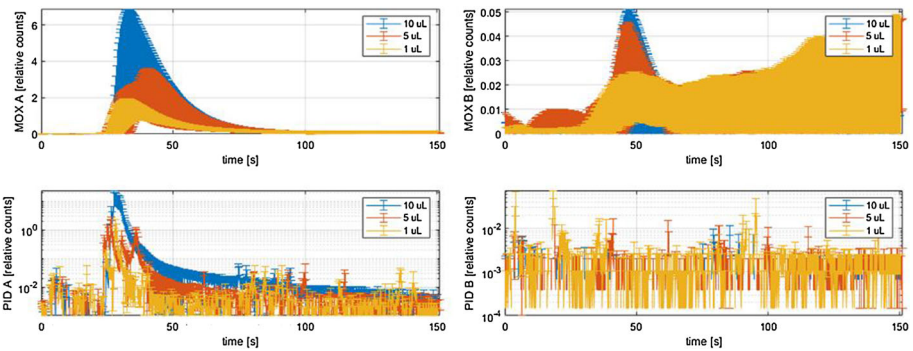 MOX A [relative counts]
6
4
2
0
0
50
100
150
time [s]
10 uL
5 uL
1 uL
MOX B [relative counts]
0.05
0.04
0.03
0.02
0.01
0
0
50
100
150
time [s]
10 uL
5 uL
1 uL
PID A [relative counts]
10⁰
10⁻²
0
50
100
150
time [s]
10 uL
5 uL
1 uL
PID B [relative counts]
10⁻²
10⁻³
10⁻⁴
0
50
100
150
time [s]
10 uL
5 uL
1 uL